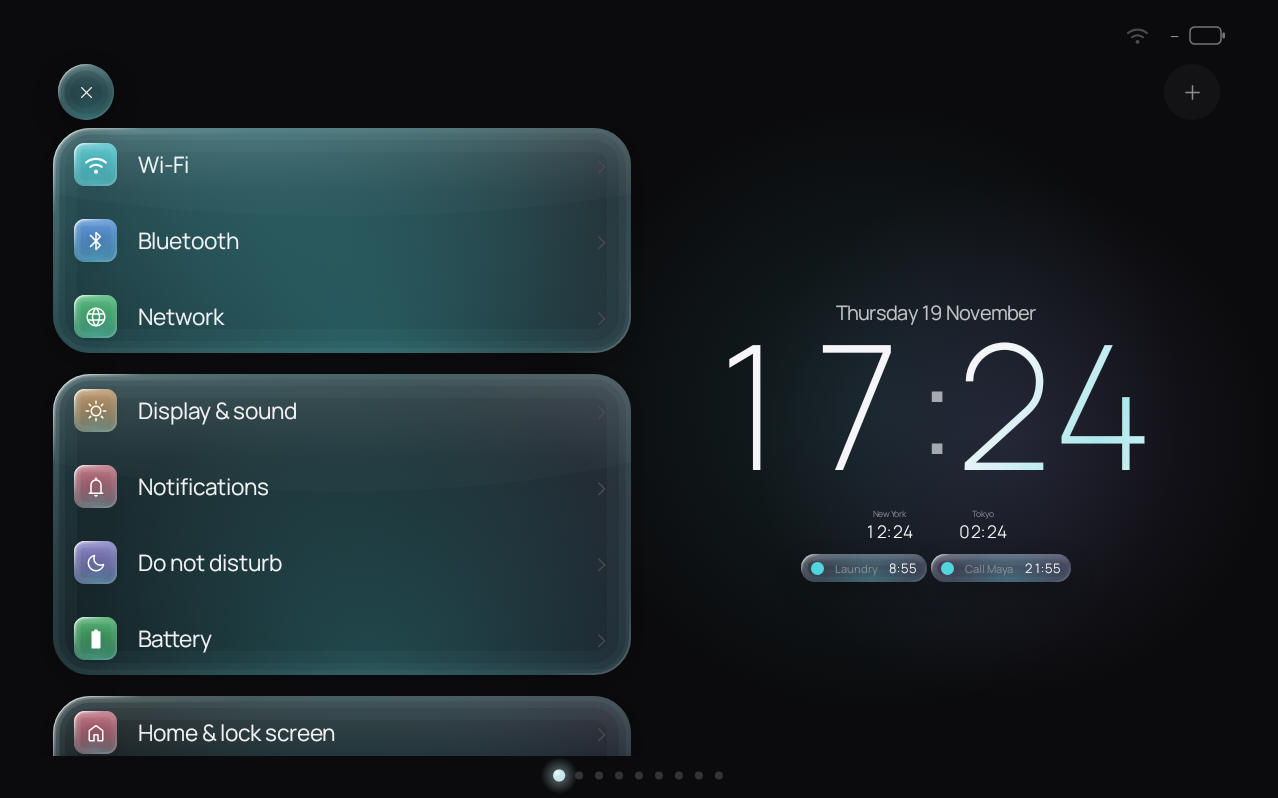 Wi-Fi
Bluetooth
Network
Display & sound
Notifications
Do not disturb
Battery
Home & lock screen
Thursday 19 November
17:24
New York
12:24
Tokyo
02:24
Laundry 8:55
Call Maya 21:55